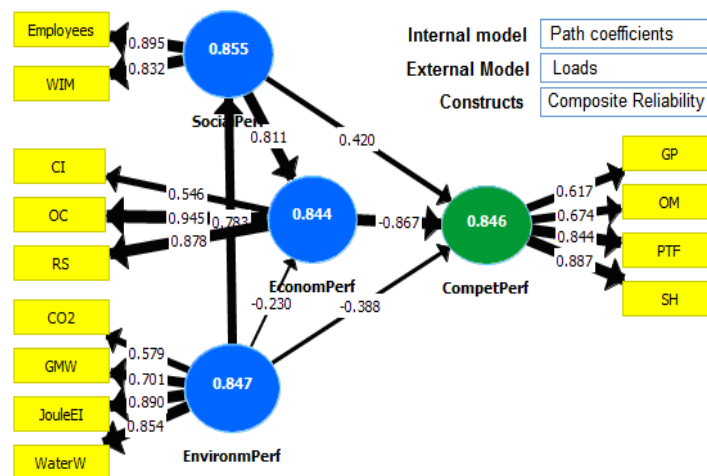 Employees
0.895
0.855
0.832
WIM
SocialPerf
Internal model
Path coefficients
External Model
Loads
Constructs
Composite Reliability
0.811
0.420
CI
0.546
OC
0.945
0.783
RS
0.878
0.844
EconomPerf
-0.867
0.846
CompetPerf
GP
0.617
OM
0.674
PTF
0.844
SH
0.887
-0.230
-0.388
CO2
0.579
GMW
0.701
JouleEI
0.890
WaterW
0.854
0.847
EnvironmPerf